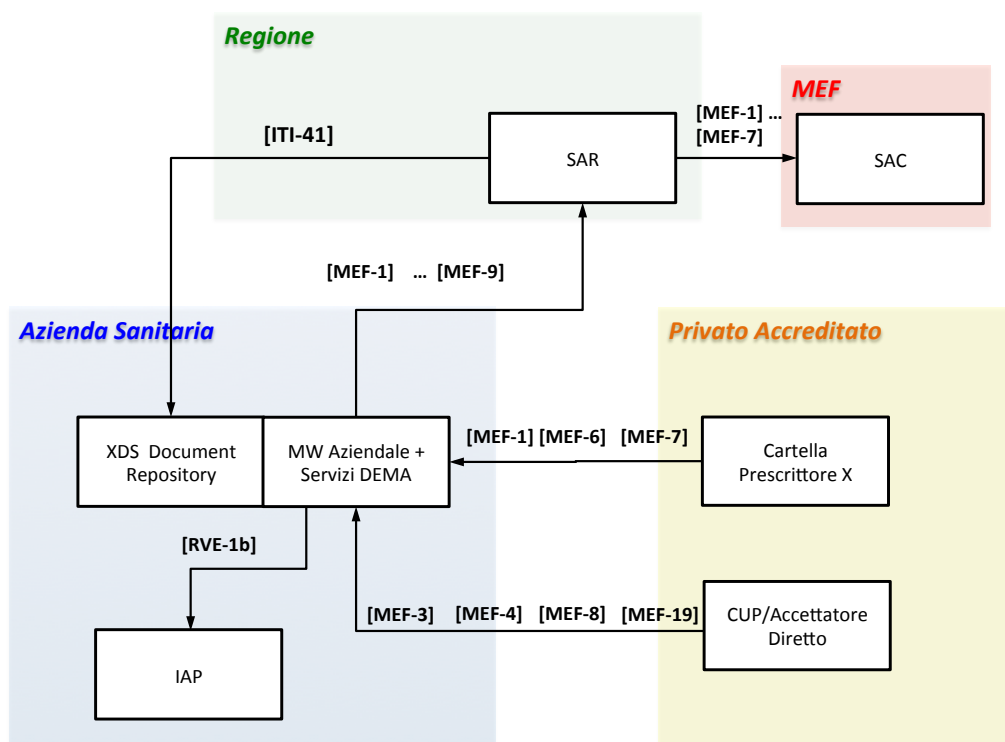 Regione
MEF
[MEF-1] ...
[MEF-7]
[ITI-41]
SAR
SAC
[MEF-1] ... [MEF-9]
Azienda Sanitaria
Privato Accreditato
XDS Document
Repository
MW Aziendale +
Servizi DEMA
[MEF-1] [MEF-6] [MEF-7]
Cartella
Prescrittore X
[RVE-1b]
[MEF-3] [MEF-4] [MEF-8] [MEF-19]
CUP/Accettatore
Diretto
IAP